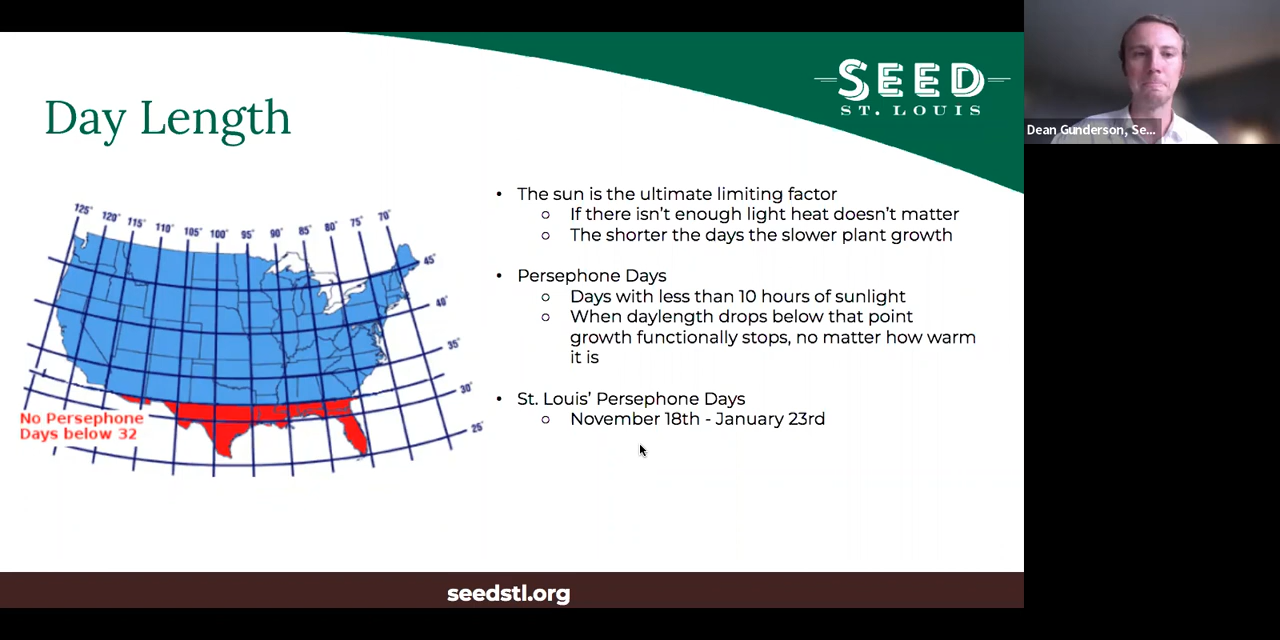 SEED
ST. LOUIS
Dean Gunderson, Se...
Day Length
125° 120° 115° 110° 105° 100° 95° 90° 85° 80° 75° 70°
45°
40°
35°
30°
25°
No Persephone
Days below 32
• The sun is the ultimate limiting factor
o If there isn’t enough light heat doesn’t matter
o The shorter the days the slower plant growth
• Persephone Days
o Days with less than 10 hours of sunlight
o When daylength drops below that point
growth functionally stops, no matter how warm
it is
• St. Louis’ Persephone Days
o November 18th - January 23rd
seedstl.org